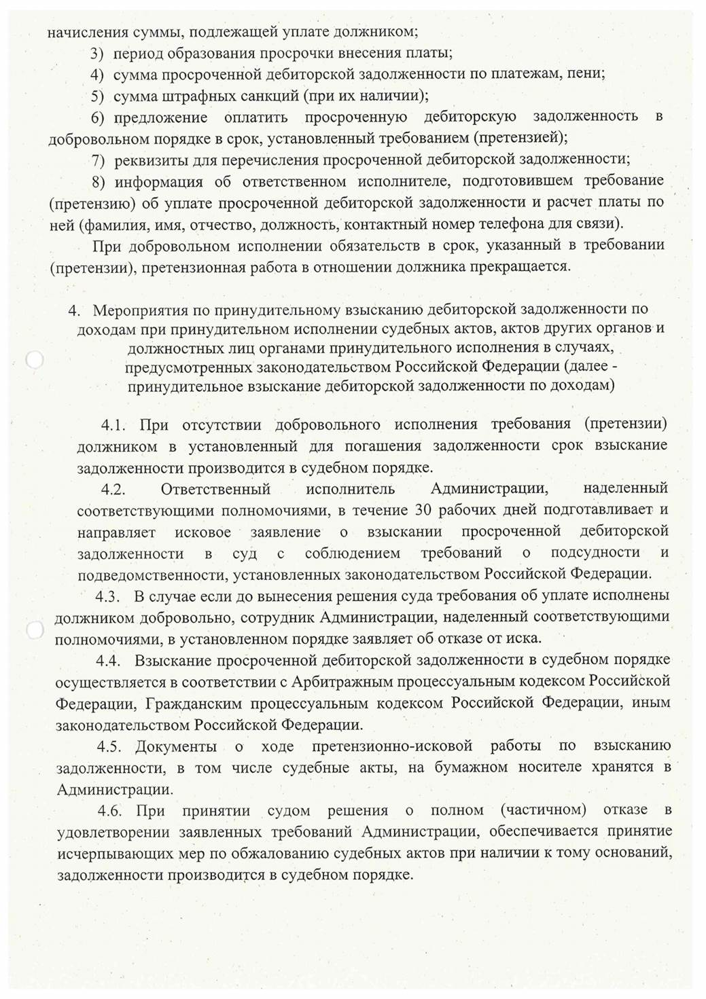 начисления суммы, подлежащей уплате должником;
3) период образования просрочки внесения платы;
4) сумма просроченной дебиторской задолженности по платежам, пени;
5) сумма штрафных санкций (при их наличии);
6) предложение оплатить просроченную дебиторскую задолженность в
добровольном порядке в срок, установленный требованием (претензией);
7) реквизиты для перечисления просроченной дебиторской задолженности;
8) информация об ответственном исполнителе, подготовившем требование
(претензию) об уплате просроченной дебиторской задолженности и расчет платы по
ней (фамилия, имя, отчество, должность, контактный номер телефона для связи).
При добровольном исполнении обязательств в срок, указанный в требовании
(претензии), претензионная работа в отношении должника прекращается.
4. Мероприятия по принудительному взысканию дебиторской задолженности по
доходам при принудительном исполнении судебных актов, актов других органов и
должностных лиц органами принудительного исполнения в случаях,
предусмотренных законодательством Российской Федерации (далее -
принудительное взыскание дебиторской задолженности по доходам)
4.1. При отсутствии добровольного исполнения требования (претензии)
должником в установленный для погашения задолженности срок взыскание
задолженности производится в судебном порядке.
4.2. Ответственный исполнитель Администрации, наделенный
соответствующими полномочиями, в течение 30 рабочих дней подготавливает и
направляет исковое заявление о взыскании просроченной дебиторской
задолженности в суд с соблюдением требований о подсудности и
подведомственности, установленных законодательством Российской Федерации.
4.3. В случае если до вынесения решения суда требования об уплате исполнены
должником добровольно, сотрудник Администрации, наделенный соответствующими
полномочиями, в установленном порядке заявляет об отказе от иска.
4.4. Взыскание просроченной дебиторской задолженности в судебном порядке
осуществляется в соответствии с Арбитражным процессуальным кодексом Российской
Федерации, Гражданским процессуальным кодексом Российской Федерации, иным
законодательством Российской Федерации.
4.5. Документы о ходе претензионно-исковой работы по взысканию
задолженности, в том числе судебные акты, на бумажном носителе хранятся в
Администрации.
4.6. При принятии судом решения о полном (частичном) отказе в
удовлетворении заявленных требований Администрации, обеспечивается принятие
исчерпывающих мер по обжалованию судебных актов при наличии к тому оснований,
задолженности производится в судебном порядке.